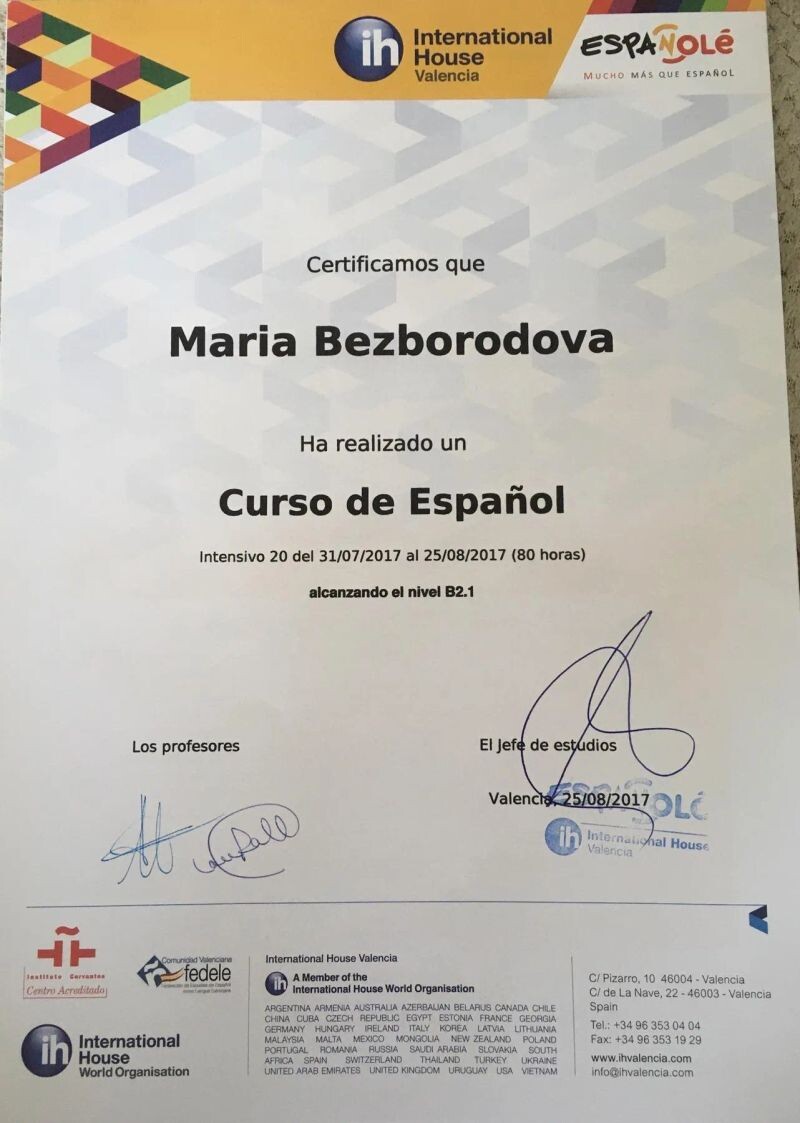 ih International
House
Valencia
ESPAÑOLÉ
MUCHO MÁS QUE ESPAÑOL
Certificamos que
Maria Bezborodova
Ha realizado un
Curso de Español
Intensivo 20 del 31/07/2017 al 25/08/2017 (80 horas)
alcanzando el nivel B2.1
Los profesores
El Jefe de estudios
Valencia, 25/08/2017
ESPAÑOLÉ
ih International House
Valencia
Instituto Cervantes
Centro Acreditado
Comunidad Valenciana
fedele
ih International
House
World Organisation
International House Valencia
ih A Member of the
International House World Organisation
ARGENTINA ARMENIA AUSTRALIA AZERBAIJAN BELARUS CANADA CHILE
CHINA CUBA CZECH REPUBLIC EGYPT ESTONIA FRANCE GEORGIA
GERMANY HUNGARY IRELAND ITALY KOREA LATVIA LITHUANIA
MALAYSIA MALTA MEXICO MONGOLIA NEW ZEALAND POLAND
PORTUGAL ROMANIA RUSSIA SAUDI ARABIA SLOVAKIA SOUTH
AFRICA SPAIN SWITZERLAND THAILAND TURKEY UKRAINE
UNITED ARAB EMIRATES UNITED KINGDOM URUGUAY USA VIETNAM
C/ Pizarro, 10 46004 - Valencia
C/ de La Nave, 22 - 46003 - Valencia
Spain
Tel.: +34 96 353 04 04
Fax: +34 96 353 19 29
www.ihvalencia.com
info@ihvalencia.com